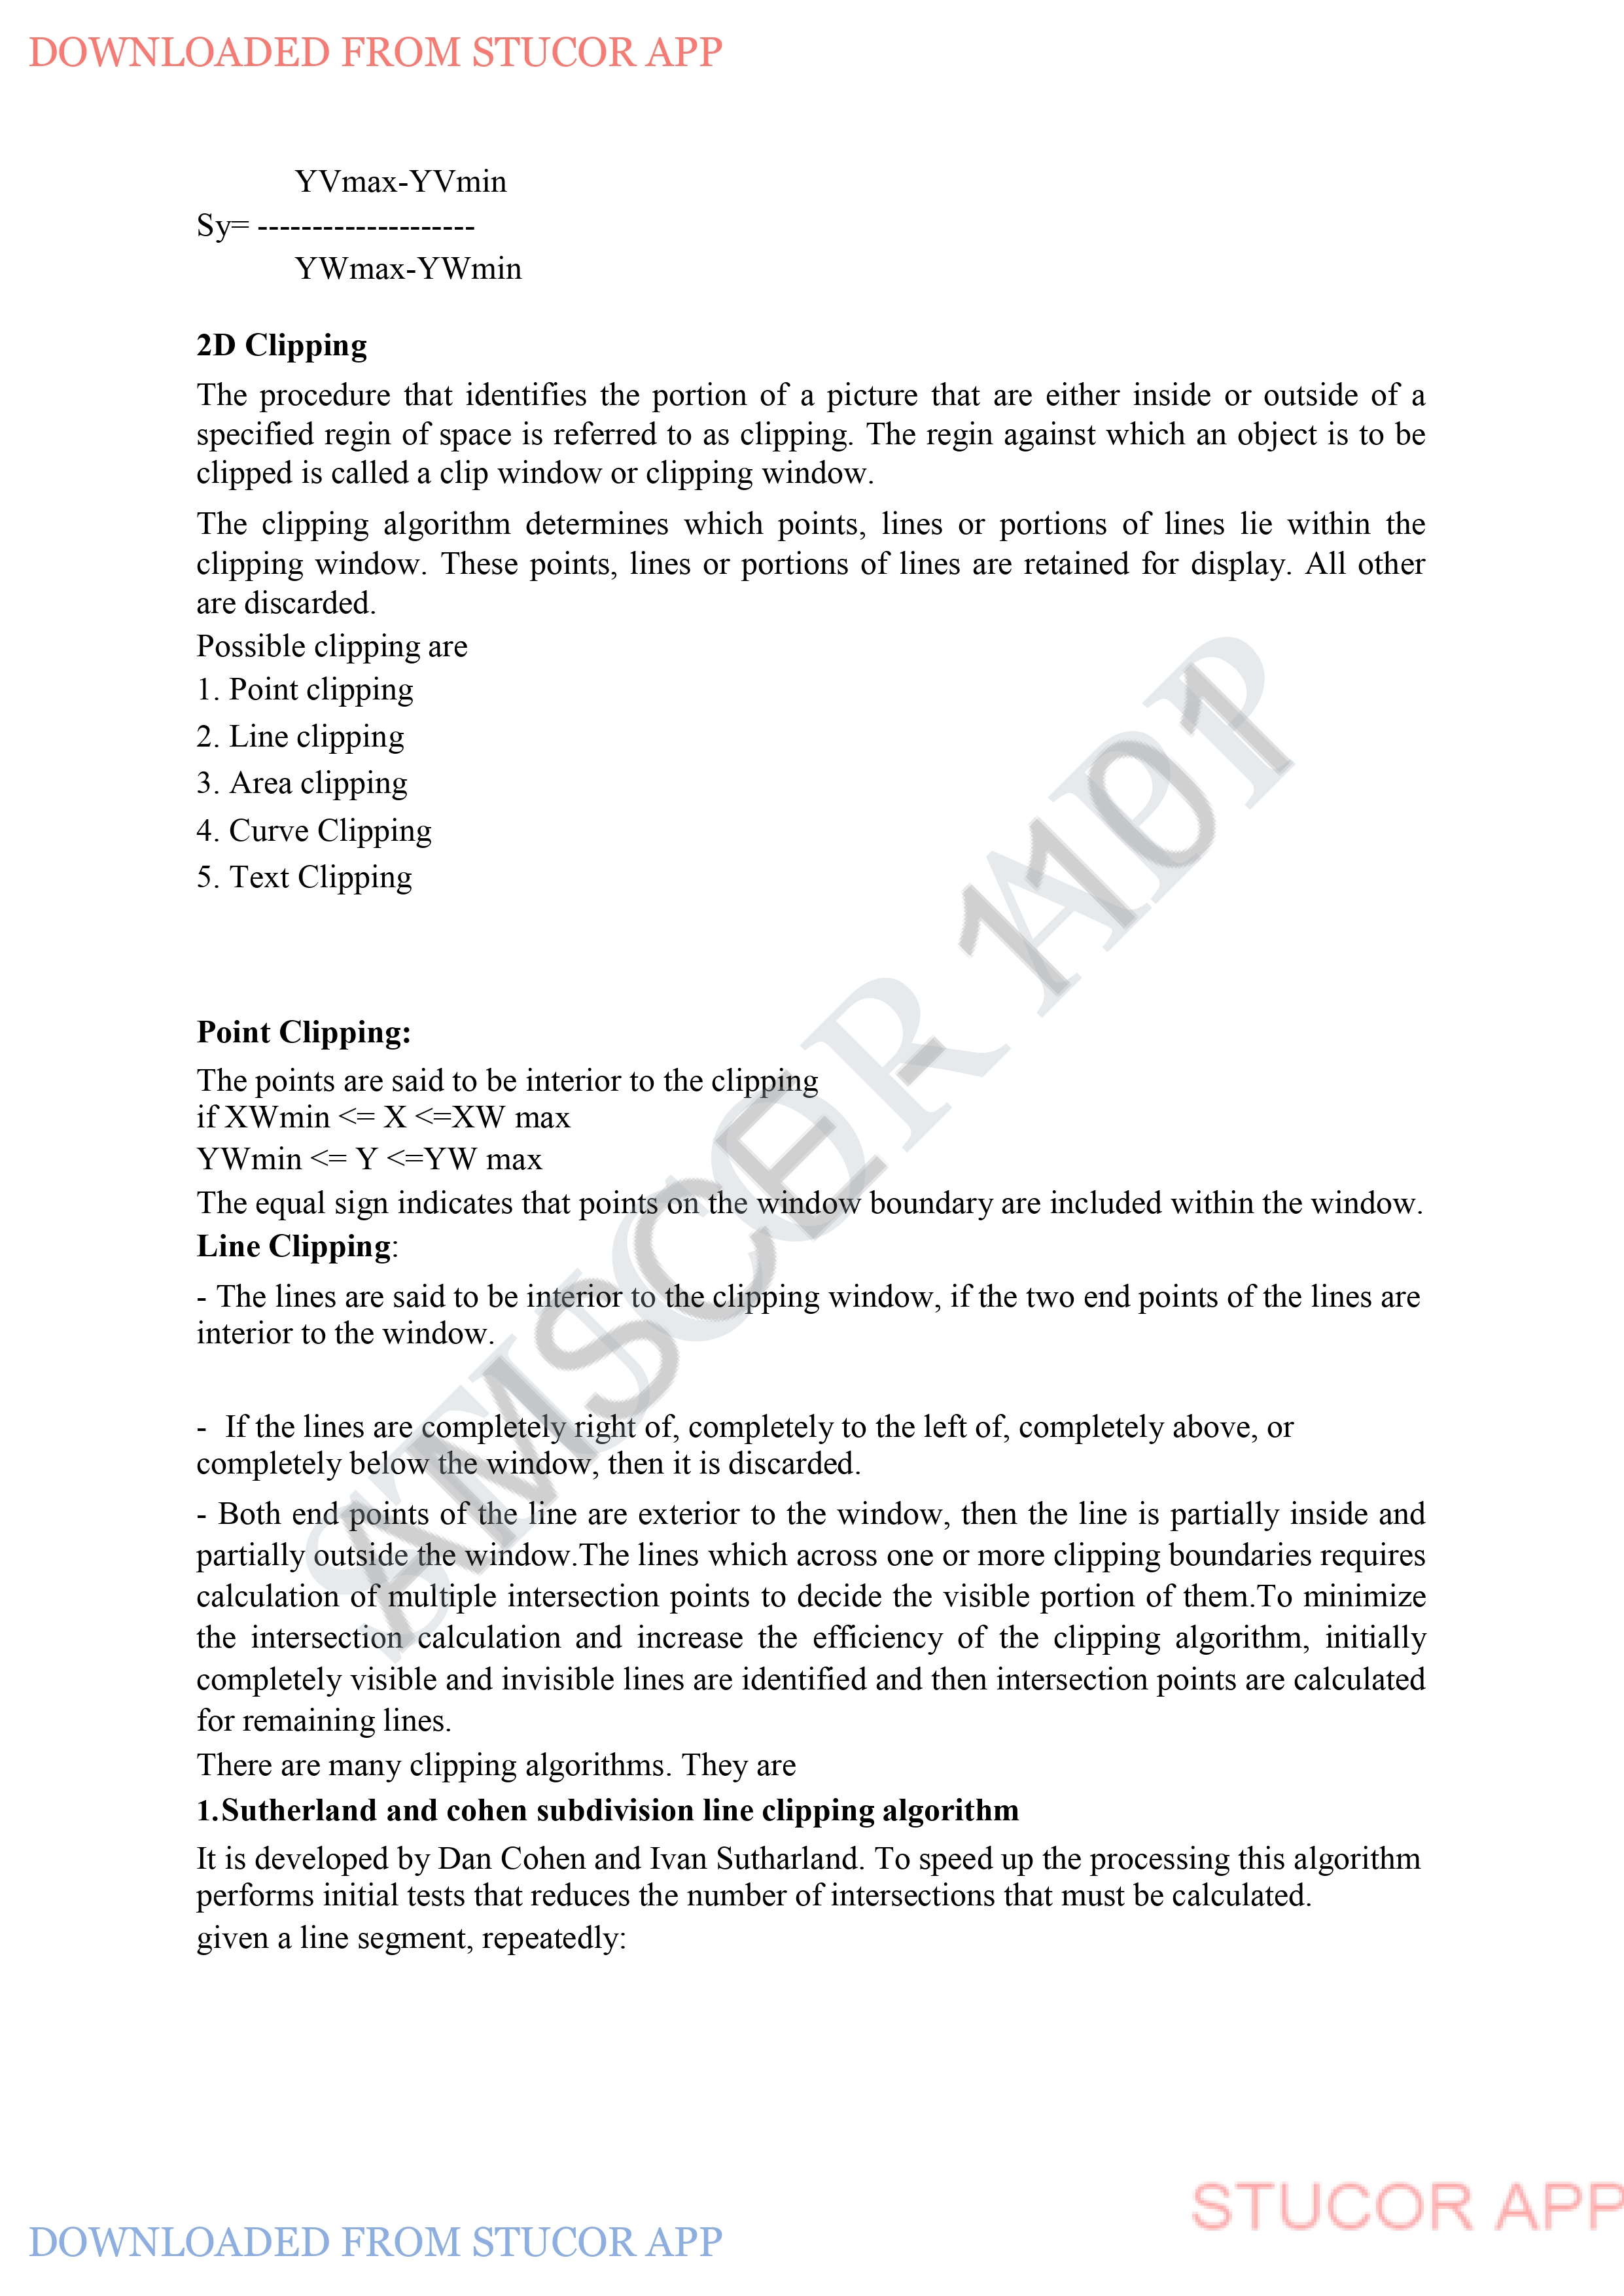 DOWNLOADED FROM STUCOR APP
YVmax-YVmin
Sy= --------------------
YWmax-YWmin
2D Clipping
The procedure that identifies the portion of a picture that are either inside or outside of a
specified regin of space is referred to as clipping. The regin against which an object is to be
clipped is called a clip window or clipping window.
The clipping algorithm determines which points, lines or portions of lines lie within the
clipping window. These points, lines or portions of lines are retained for display. All other
are discarded.
Possible clipping are
1. Point clipping
2. Line clipping
3. Area clipping
4. Curve Clipping
5. Text Clipping
Point Clipping:
The points are said to be interior to the clipping
if XWmin <= X <=XW max
YWmin <= Y <=YW max
The equal sign indicates that points on the window boundary are included within the window.
Line Clipping:
- The lines are said to be interior to the clipping window, if the two end points of the lines are
interior to the window.
- If the lines are completely right of, completely to the left of, completely above, or
completely below the window, then it is discarded.
- Both end points of the line are exterior to the window, then the line is partially inside and
partially outside the window.The lines which across one or more clipping boundaries requires
calculation of multiple intersection points to decide the visible portion of them.To minimize
the intersection calculation and increase the efficiency of the clipping algorithm, initially
completely visible and invisible lines are identified and then intersection points are calculated
for remaining lines.
There are many clipping algorithms. They are
1.Sutherland and cohen subdivision line clipping algorithm
It is developed by Dan Cohen and Ivan Sutharland. To speed up the processing this algorithm
performs initial tests that reduces the number of intersections that must be calculated.
given a line segment, repeatedly:
STUCOR APP
AMSCE - 1101
STUCOR APP
DOWNLOADED FROM STUCOR APP